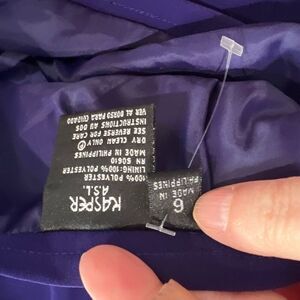 KASPER
A.S.L.
100% POLYESTER
LINING:100% POLYESTER
RN 50610
MADE IN PHILIPPINES
DRY CLEAN ONLY
SEE REVERSE FOR CARE
INSTRUCTIONS AU DOS
VER AL DORSO PARA CUIDADO
6
MADE IN
PHILIPPINES